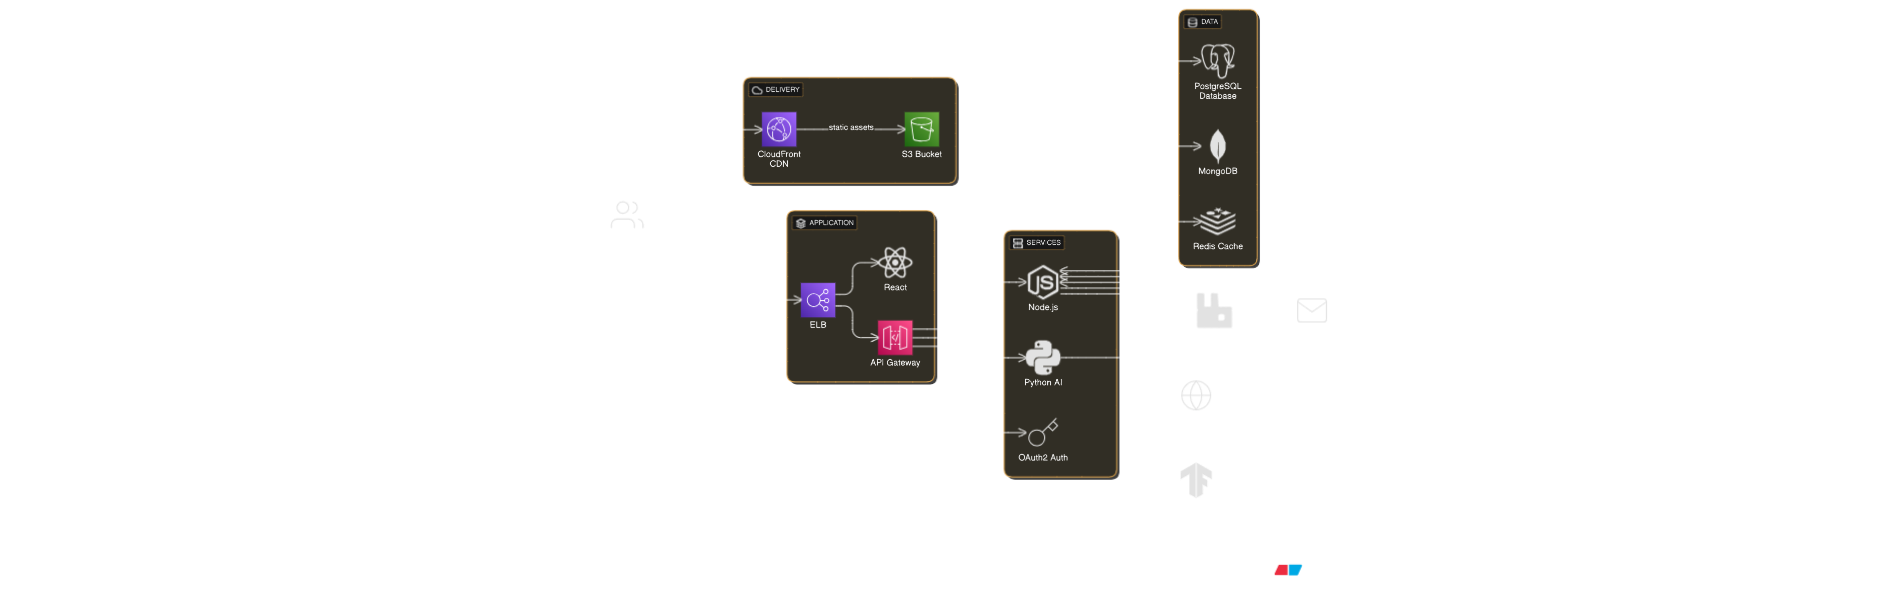 DATA
PostgreSQL
Database
MongoDB
Redis Cache
DELIVERY
CloudFront
CDN
static assets
S3 Bucket
APPLICATION
React
ELB
API Gateway
SERVICES
JS
Node.js
Python AI
OAuth2 Auth